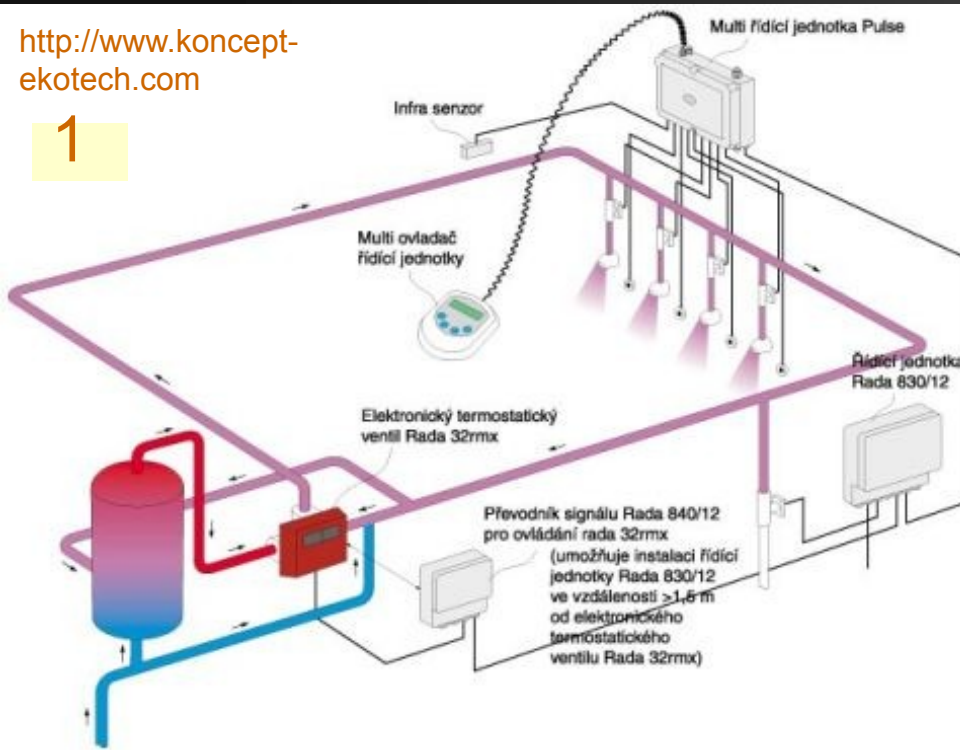 http://www.koncept-
ekotech.com
1
Multi řídící jednotka Pulse
Infra senzor
Multi ovladač
řídící jednotky
Řídící jednotka
Rada 830/12
Elektronický termostatický
ventil Rada 32rmx
Převodník signálu Rada 840/12
pro ovládání rada 32rmx
(umožňuje instalaci řídící
jednotky Rada 830/12
ve vzdálenosti >1,5 m
od elektronického
termostatického
ventilu Rada 32rmx)